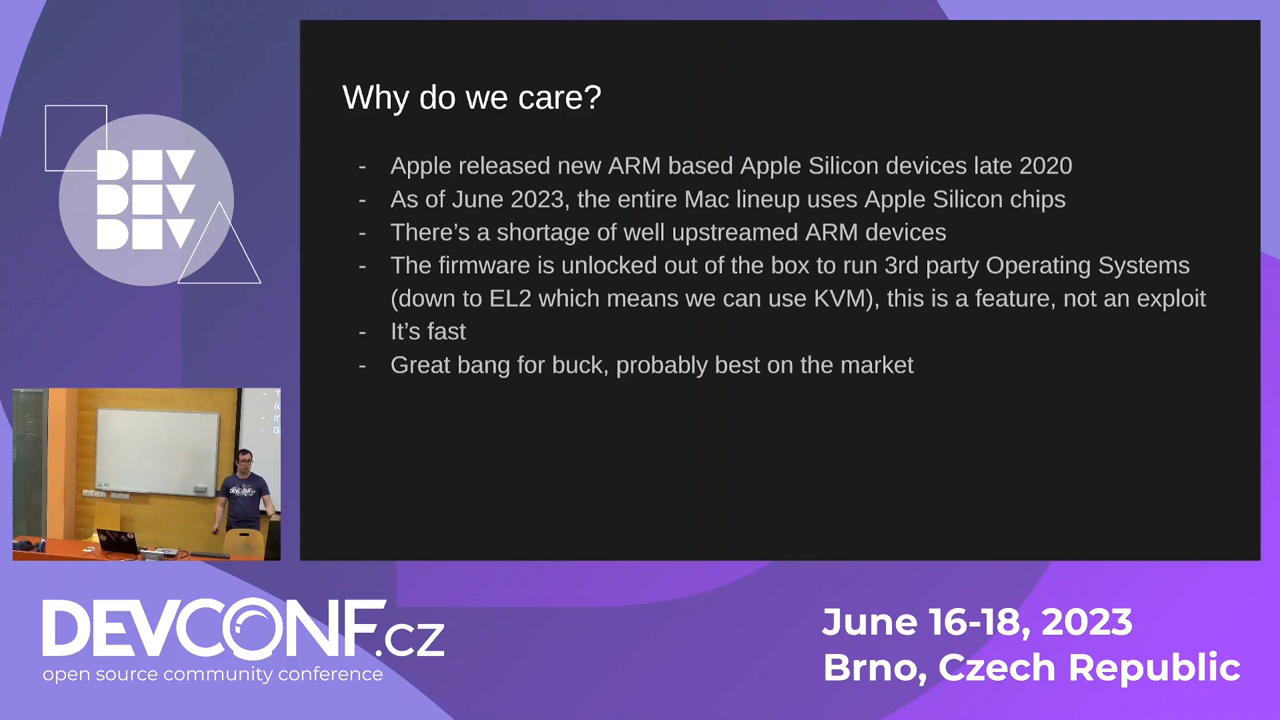 Why do we care?
- Apple released new ARM based Apple Silicon devices late 2020
- As of June 2023, the entire Mac lineup uses Apple Silicon chips
- There's a shortage of well upstreamed ARM devices
- The firmware is unlocked out of the box to run 3rd party Operating Systems
(down to EL2 which means we can use KVM), this is a feature, not an exploit
- It's fast
- Great bang for buck, probably best on the market
DEV
DEV
DEV
DEVCONF
DEVCONF.cz
open source community conference
June 16-18, 2023
Brno, Czech Republic